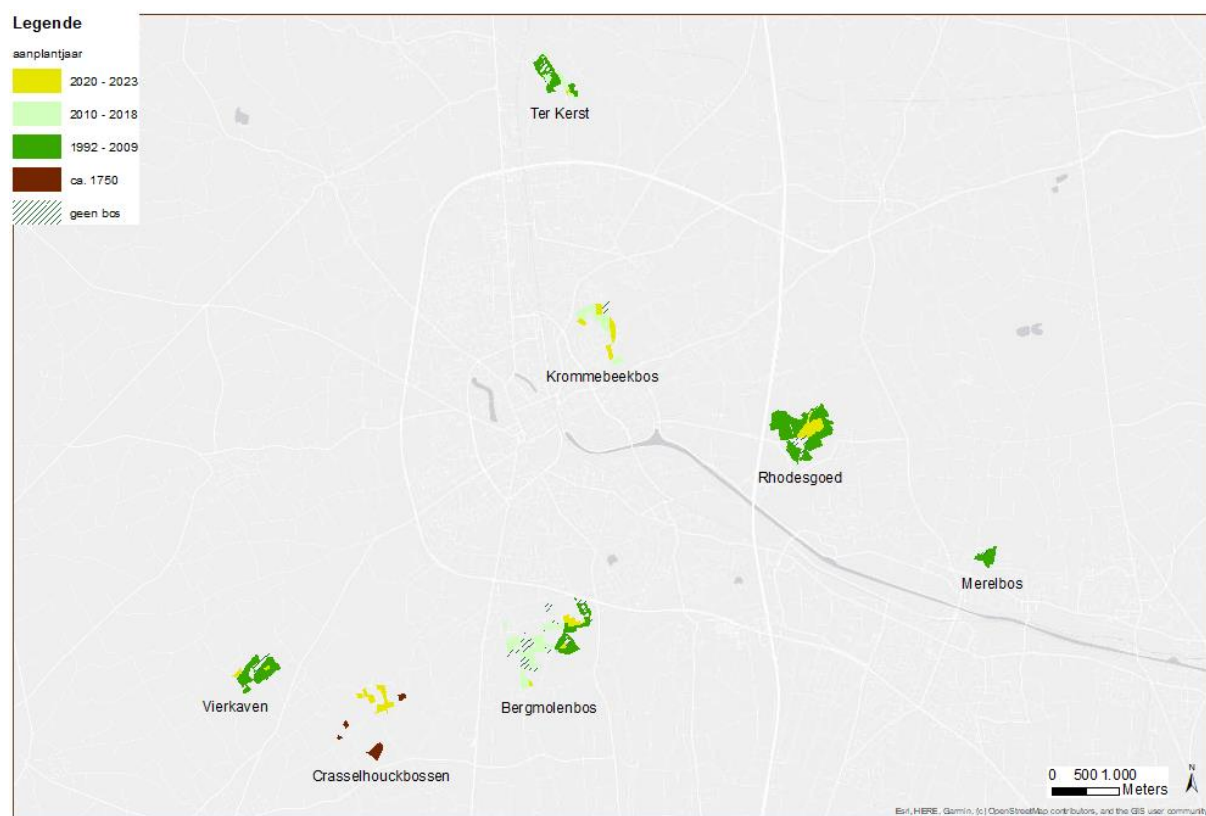 Legende
aanplantjaar
2020 - 2023
2010 - 2018
1992 - 2009
ca. 1750
geen bos
Ter Kerst
Krommebeekbos
Rhodesgoed
Merelbos
Vierkaven
Bergmolenbos
Crasselhouckbossen
0 500 1.000
Meters
N
Esri, HERE, Garmin, (c) OpenStreetMap contributors, and the GIS user community